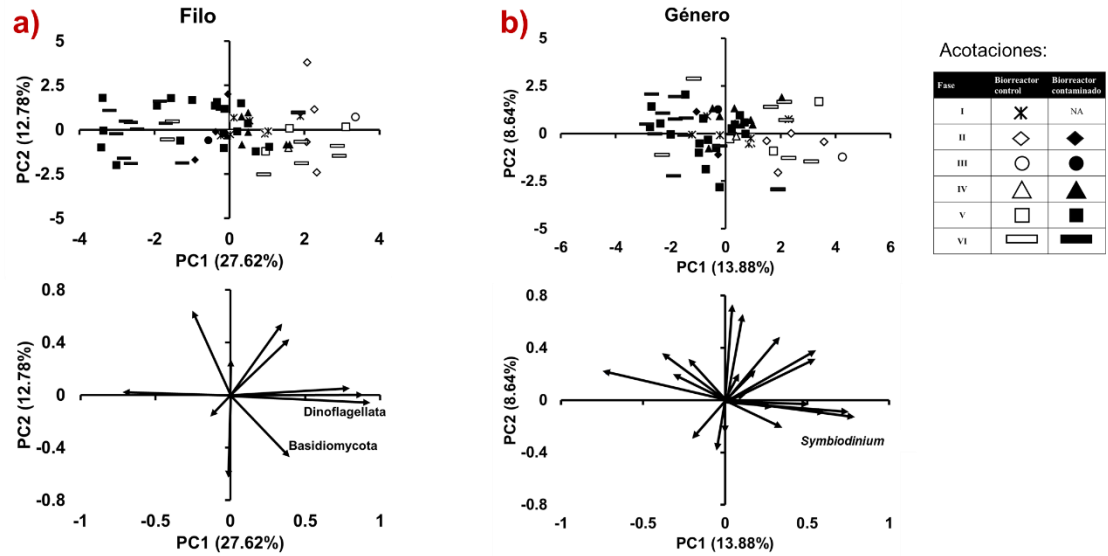 a)
Filo
PC2 (12.78%)
5
2.5
0
-2.5
-5
-4
-2
0
2
4
PC1 (27.62%)
PC2 (12.78%)
0.8
0.4
0
-0.4
-0.8
Dinoflagellata
Basidiomycota
-1
-0.5
0
0.5
1
PC1 (27.62%)
b)
Género
PC2 (8.64%)
5
2.5
0
-2.5
-5
-6
-4
-2
0
2
4
6
PC1 (13.88%)
PC2 (8.64%)
0.8
0.4
0
-0.4
-0.8
Symbiodinium
-1
-0.5
0
0.5
1
PC1 (13.88%)
Acotaciones:
Fase Biorreactor control Biorreactor contaminado
I NA
II
III
IV
V
VI